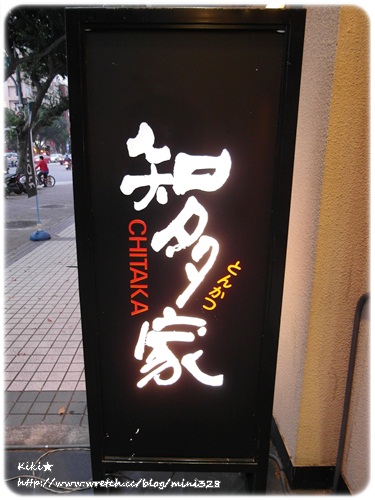 知多家
CHITAKA
とんかつ
Kiki★
http://www.wretch.cc/blog/mini328